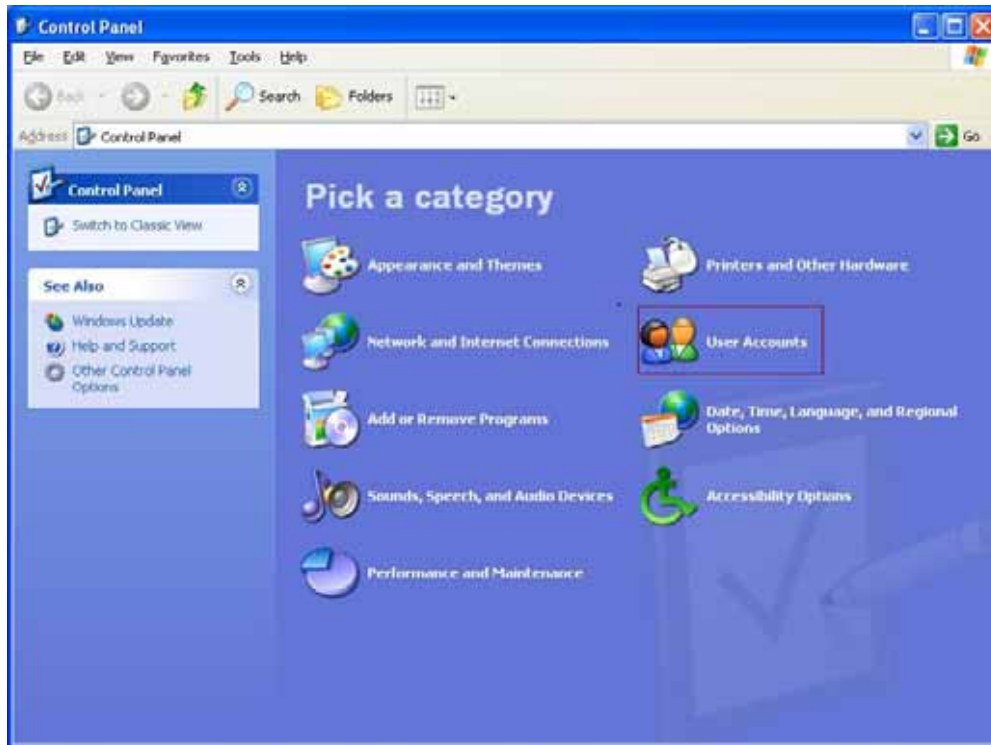 Control Panel
File Edit View Favorites Tools Help
Back Search Folders
Address Control Panel Go
Control Panel
Switch to Classic View
See Also
Windows Update
Help and Support
Other Control Panel
Options
Pick a category
Appearance and Themes
Printers and Other Hardware
Network and Internet Connections
User Accounts
Add or Remove Programs
Date, Time, Language, and Regional
Options
Sounds, Speech, and Audio Devices
Accessibility Options
Performance and Maintenance